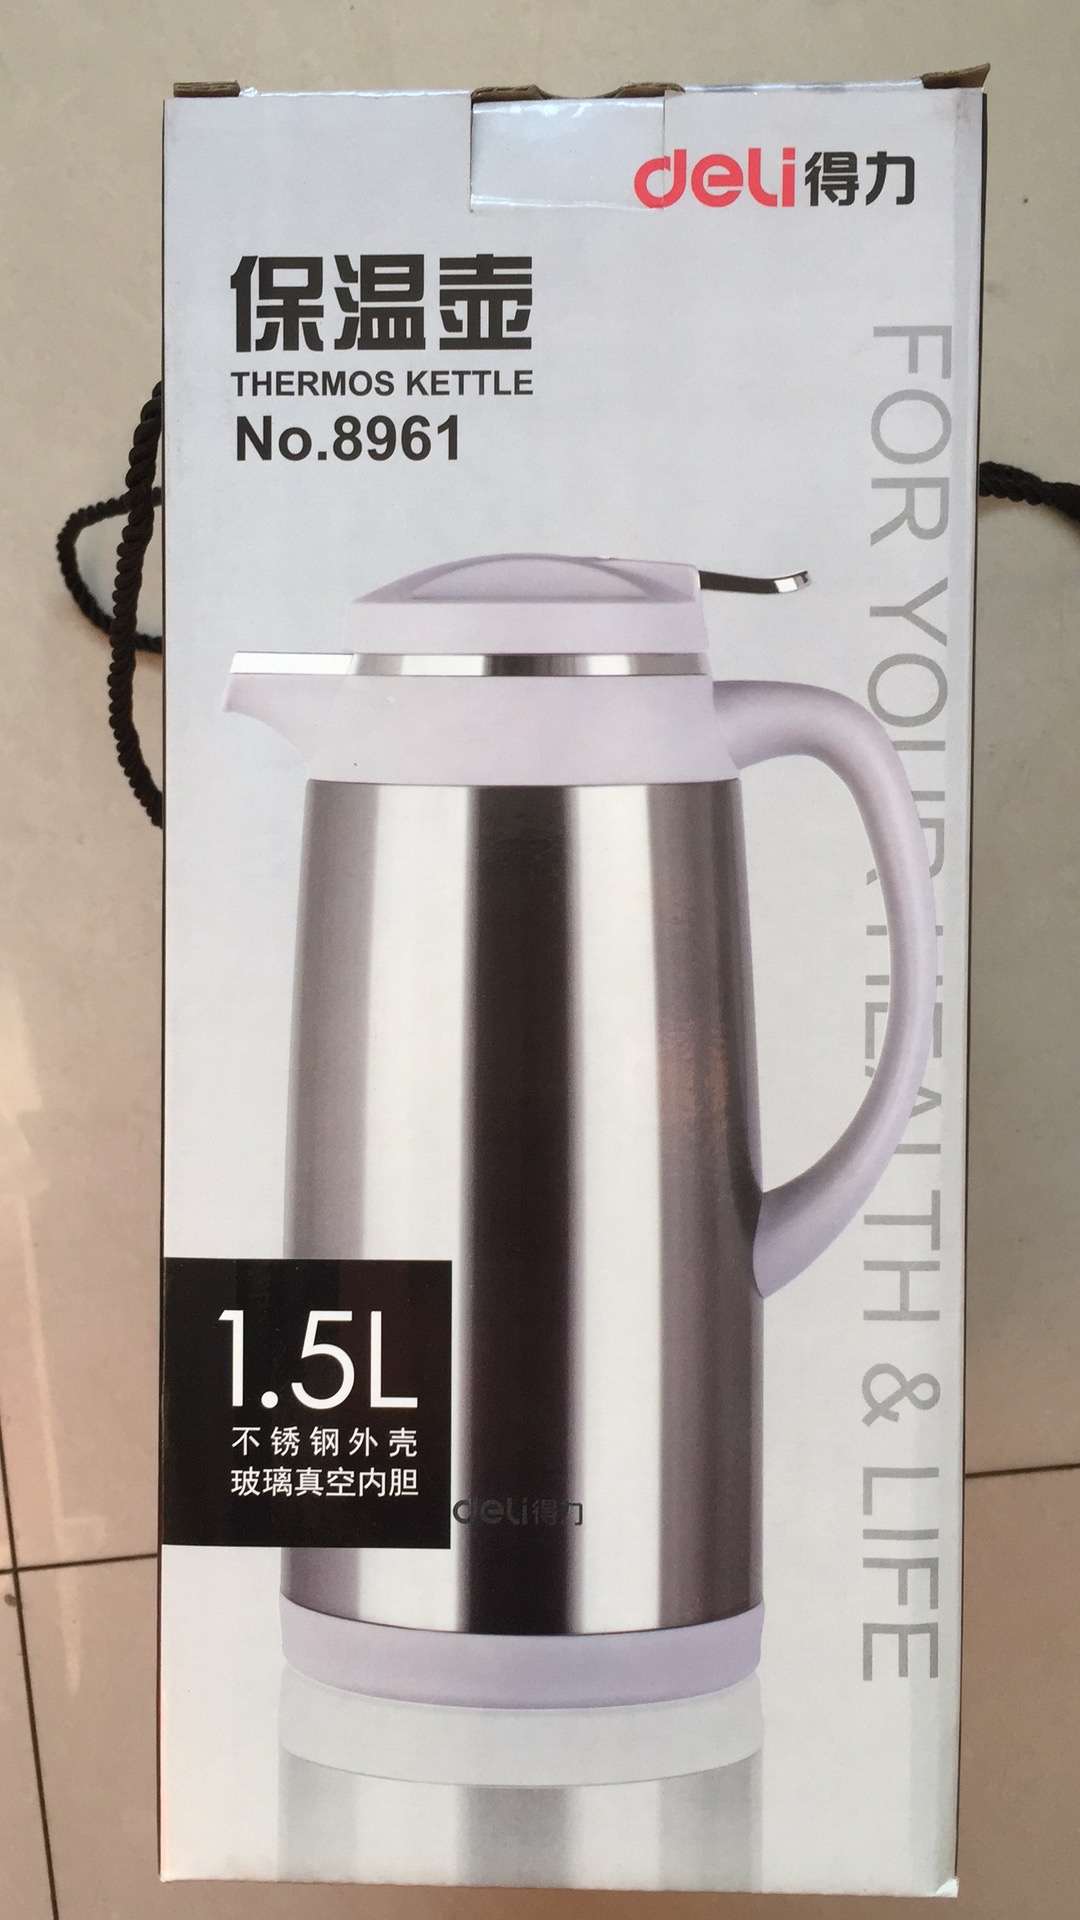 deli得力
保温壶
THERMOS KETTLE
No.8961
FOR YOUR HEALTH & LIFE
1.5L
不锈钢外壳
玻璃真空内胆
deli得力